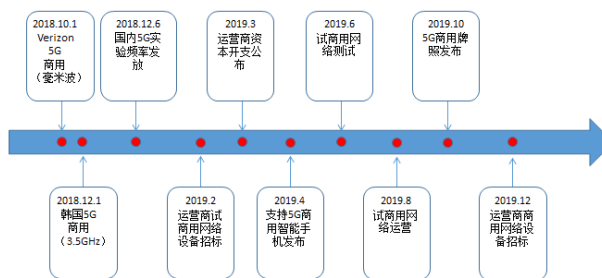 2018.10.1
Verizon
5G
商用
（毫米波）
2018.12.6
国内5G实
验频率发
放
2019.3
运营商资
本开支公
布
2019.6
试商用网
络测试
2019.10
5G商用牌
照发布
2018.12.1
韩国5G
商用
（3.5GHz）
2019.2
运营商试
商用网络
设备招标
2019.4
支持5G商
用智能手
机发布
2019.8
试商用网
络运营
2019.12
运营商商
用网络设
备招标